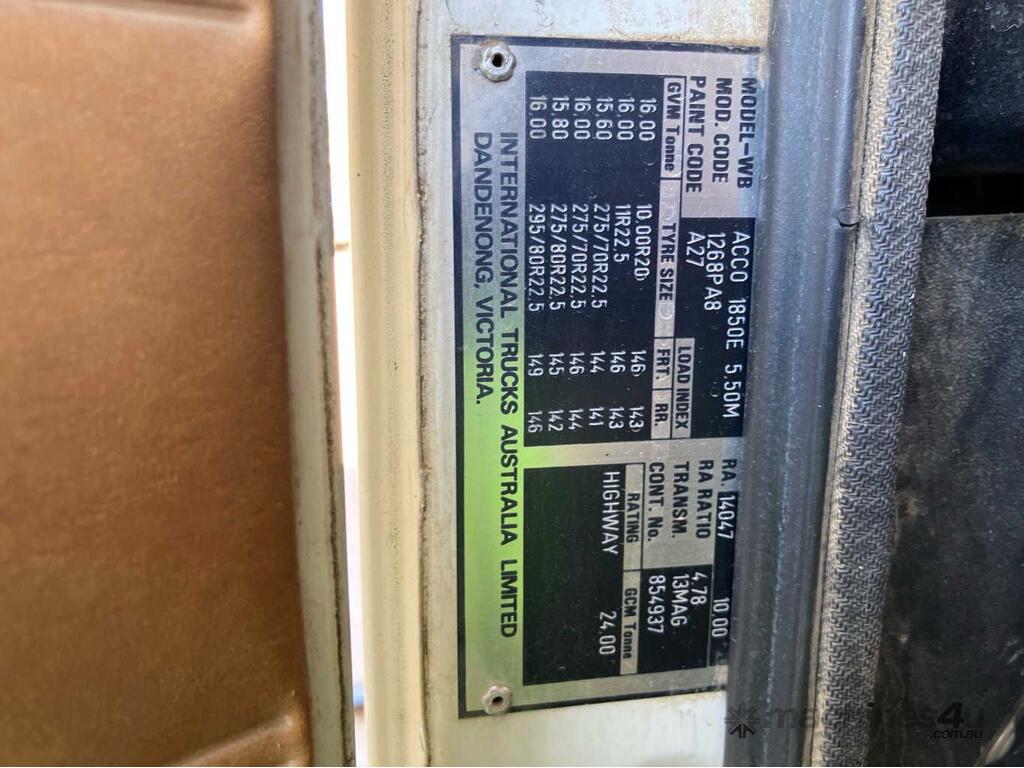 MODEL-WB ACCO 1850E 5.50M RA. 14047 10.00
MOD. CODE 1268PA8 RA RATIO 4.78
PAINT CODE A27 TRANSM. 13MAG
LOAD INDEX CONT. No. 854937
GVM Tonne TYRE SIZE FRT. RR. RATING GCM Tonne
16.00 10.00R20 146 143 HIGHWAY 24.00
16.00 11R22.5 146 143
15.60 275/70R22.5 144 141
16.00 275/70R22.5 146 144
15.80 275/80R22.5 145 142
16.00 295/80R22.5 149 146
INTERNATIONAL TRUCKS AUSTRALIA LIMITED
DANDENONG, VICTORIA.
machines4u
.com.au